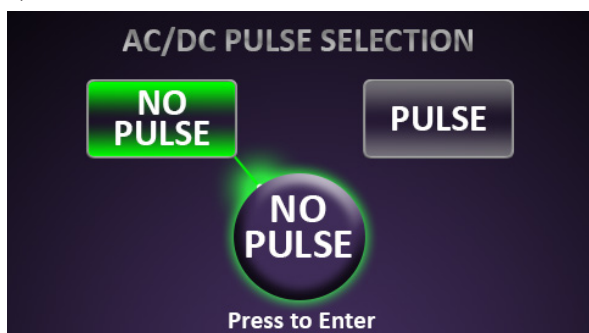 AC/DC PULSE SELECTION
NO
PULSE
PULSE
NO
PULSE
Press to Enter